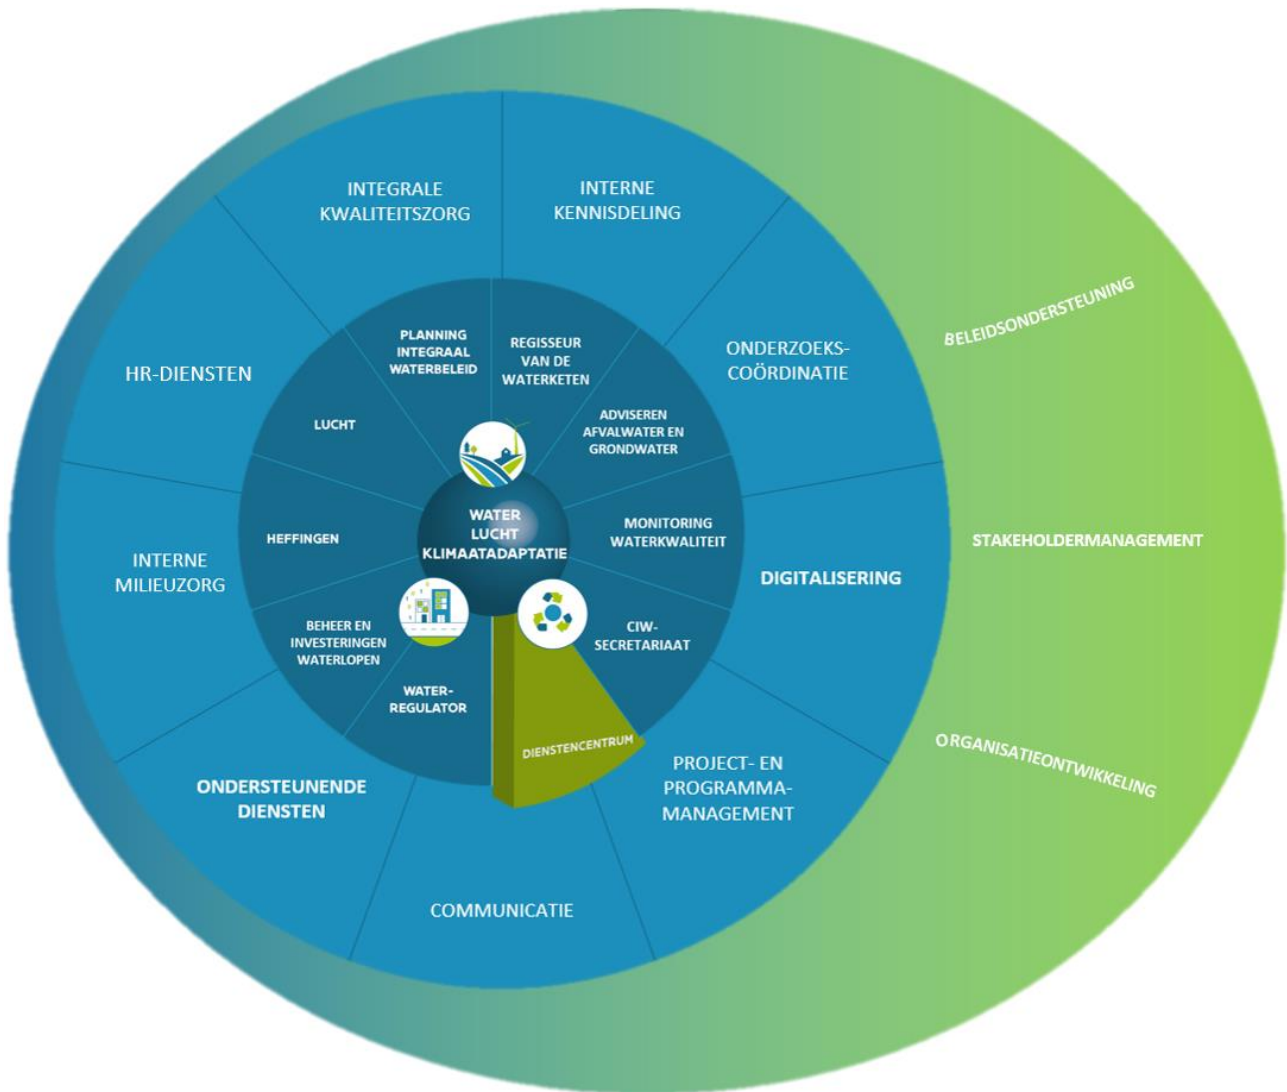 INTEGRALE
KWALITEITSZORG
INTERNE
KENNISDELING
ONDERZOEKS-
COÖRDINATIE
DIGITALISERING
PROJECT- EN
PROGRAMMA-
MANAGEMENT
COMMUNICATIE
ONDERSTEUNENDE
DIENSTEN
INTERNE
MILIEUZORG
HR-DIENSTEN
PLANNING
INTEGRAAL
WATERBELEID
REGISSEUR
VAN DE
WATERKETEN
ADVISEREN
AFVALWATER EN
GRONDWATER
MONITORING
WATERKWALITEIT
CIW-
SECRETARIAAT
DIENSTENCENTRUM
WATER-
REGULATOR
BEHEER EN
INVESTERINGEN
WATERLOPEN
HEFFINGEN
LUCHT
WATER
LUCHT
KLIMAATADAPTATIE
BELEIDSONDERSTEUNING
STAKEHOLDERMANAGEMENT
ORGANISATIEONTWIKKELING